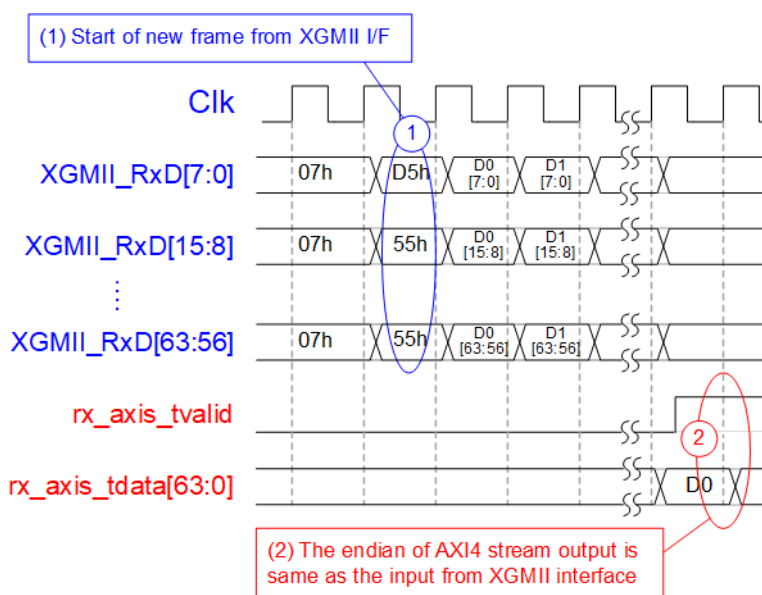 (1) Start of new frame from XGMII I/F
Clk
1
XGMII_RxD[7:0] 07h D5h D0 [7:0] D1 [7:0]
XGMII_RxD[15:8] 07h 55h D0 [15:8] D1 [15:8]
XGMII_RxD[63:56] 07h 55h D0 [63:56] D1 [63:56]
rx_axis_tvalid
2
rx_axis_tdata[63:0] D0
(2) The endian of AXI4 stream output is
same as the input from XGMII interface